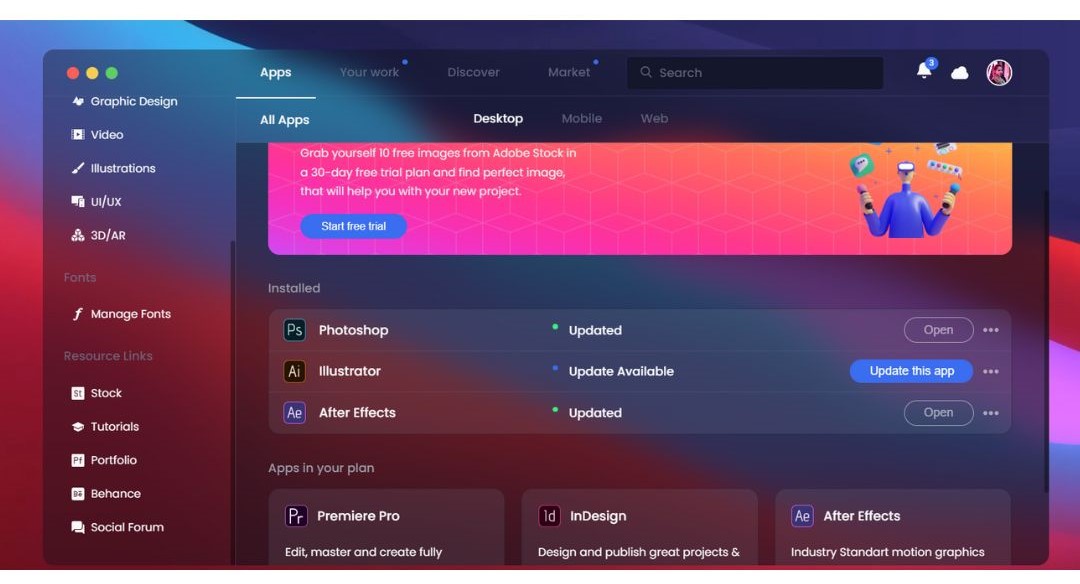 Apps
Your work
Discover
Market
Search
3
All Apps
Desktop
Mobile
Web
Graphic Design
Video
Illustrations
UI/UX
3D/AR
Fonts
f Manage Fonts
Resource Links
St Stock
Tutorials
Pf Portfolio
Bē Behance
Social Forum
Grab yourself 10 free images from Adobe Stock in
a 30-day free trial plan and find perfect image,
that will help you with your new project.
Start free trial
Installed
Ps Photoshop Updated Open
Ai Illustrator Update Available Update this app
Ae After Effects Updated Open
Apps in your plan
Pr Premiere Pro
Edit, master and create fully
Id InDesign
Design and publish great projects &
Ae After Effects
Industry Standart motion graphics